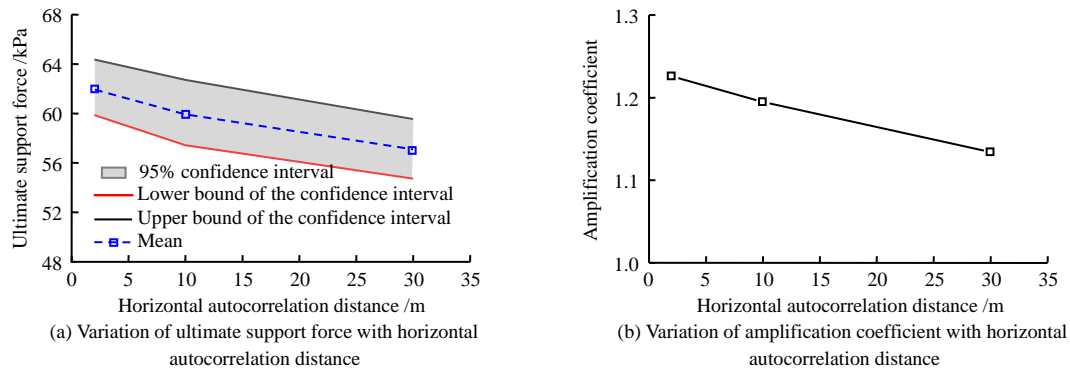 Ultimate support force /kPa
68
64
60
56
52
48
95% confidence interval
Lower bound of the confidence interval
Upper bound of the confidence interval
Mean
0 5 10 15 20 25 30 35
Horizontal autocorrelation distance /m
(a) Variation of ultimate support force with horizontal
autocorrelation distance
Amplification coefficient
1.3
1.2
1.1
1.0
0 5 10 15 20 25 30 35
Horizontal autocorrelation distance /m
(b) Variation of amplification coefficient with horizontal
autocorrelation distance